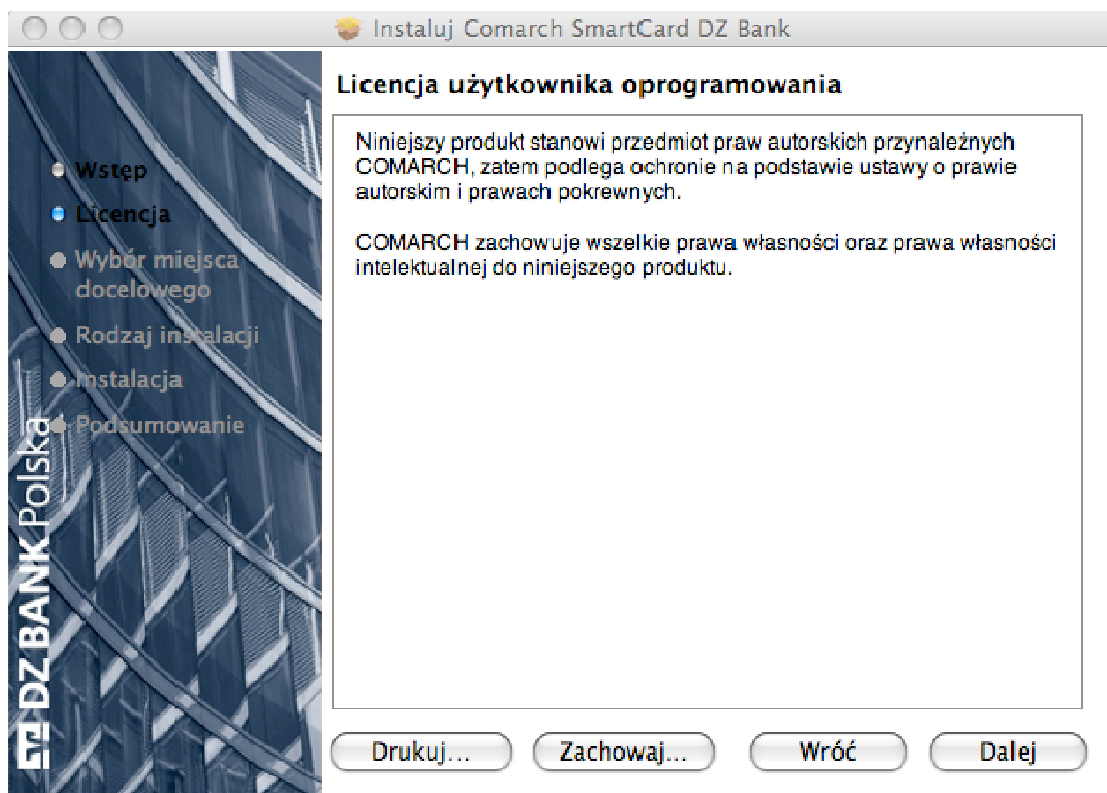 Instaluj Comarch SmartCard DZ Bank
Licencja użytkownika oprogramowania
Wstęp
Licencja
Wybór miejsca
docelowego
Rodzaj instalacji
Instalacja
Podsumowanie
DZ BANK Polska
Niniejszy produkt stanowi przedmiot praw autorskich przynależnych
COMARCH, zatem podlega ochronie na podstawie ustawy o prawie
autorskim i prawach pokrewnych.
COMARCH zachowuje wszelkie prawa własności oraz prawa własności
intelektualnej do niniejszego produktu.
Drukuj...
Zachowaj...
Wróć
Dalej